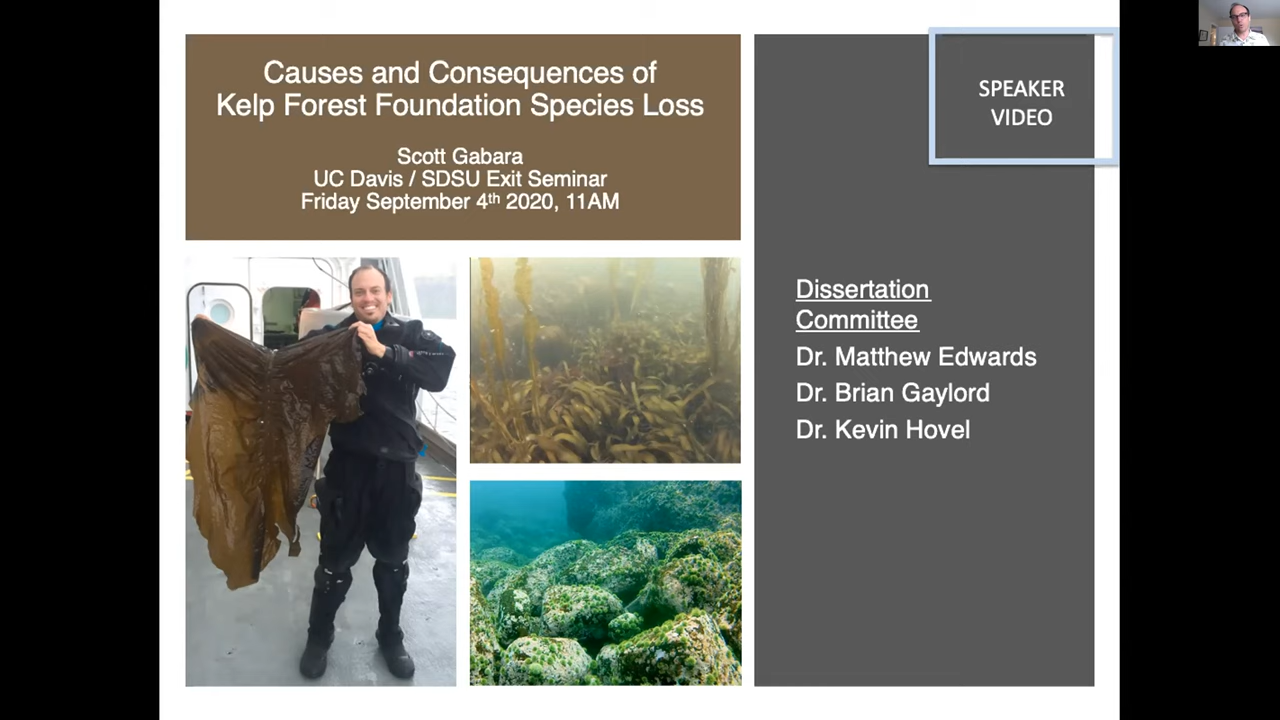 Causes and Consequences of
Kelp Forest Foundation Species Loss
Scott Gabara
UC Davis / SDSU Exit Seminar
Friday September 4th 2020, 11AM
SPEAKER
VIDEO
Dissertation
Committee
Dr. Matthew Edwards
Dr. Brian Gaylord
Dr. Kevin Hovel